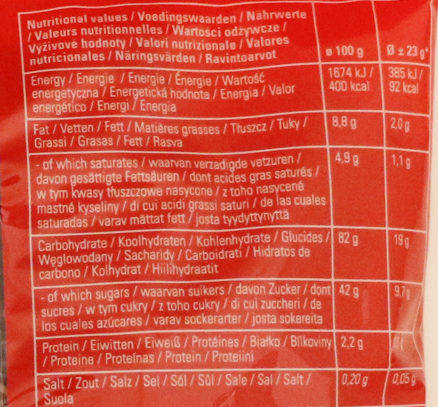 Nutritional values / Voedingswaarden / Nährwerte
/ Valeurs nutritionnelles / Wartości odżywcze /
Výživové hodnoty / Valori nutrizionale / Valores
nutricionales / Näringsvärden / Ravintoarvot
ø 100 g Ø ± 23 g*
Energy / Energie / Energie / Énergie / Wartość
energetyczna / Energetická hodnota / Energia / Valor
energético / Energi / Energia
1674 kJ / 385 kJ /
400 kcal 92 kcal
Fat / Vetten / Fett / Matières grasses / Tłuszcz / Tuky /
Grassi / Grasas / Fett / Rasva
8,8 g 2,0 g
- of which saturates / waarvan verzadigde vetzuren /
davon gesättigte Fettsäuren / dont acides gras saturés /
w tym kwasy tłuszczowe nasycone / z toho nasycené
mastné kyseliny / di cui acidi grassi saturi / de las cuales
saturadas / varav mättat fett / josta tyydyttynyttä
4,9 g 1,1 g
Carbohydrate / Koolhydraten / Kohlenhydrate / Glucides /
Węglowodany / Sacharidy / Carboidrati / Hidratos de
carbono / Kolhydrat / Hiilihydraatit
82 g 19 g
- of which sugars / waarvan suikers / davon Zucker / dont
sucres / w tym cukry / z toho cukry / di cui zuccheri / de
los cuales azúcares / varav sockerarter / josta sokereita
42 g 9,7
Protein / Eiwitten / Eiweiß / Protéines / Białko / Bílkoviny
/ Proteine / Proteínas / Protein / Proteiini
2,2 g
Salt / Zout / Salz / Sel / Sól / Sůl / Sale / Sal / Salt /
Suola
0,20 g 0,05 g